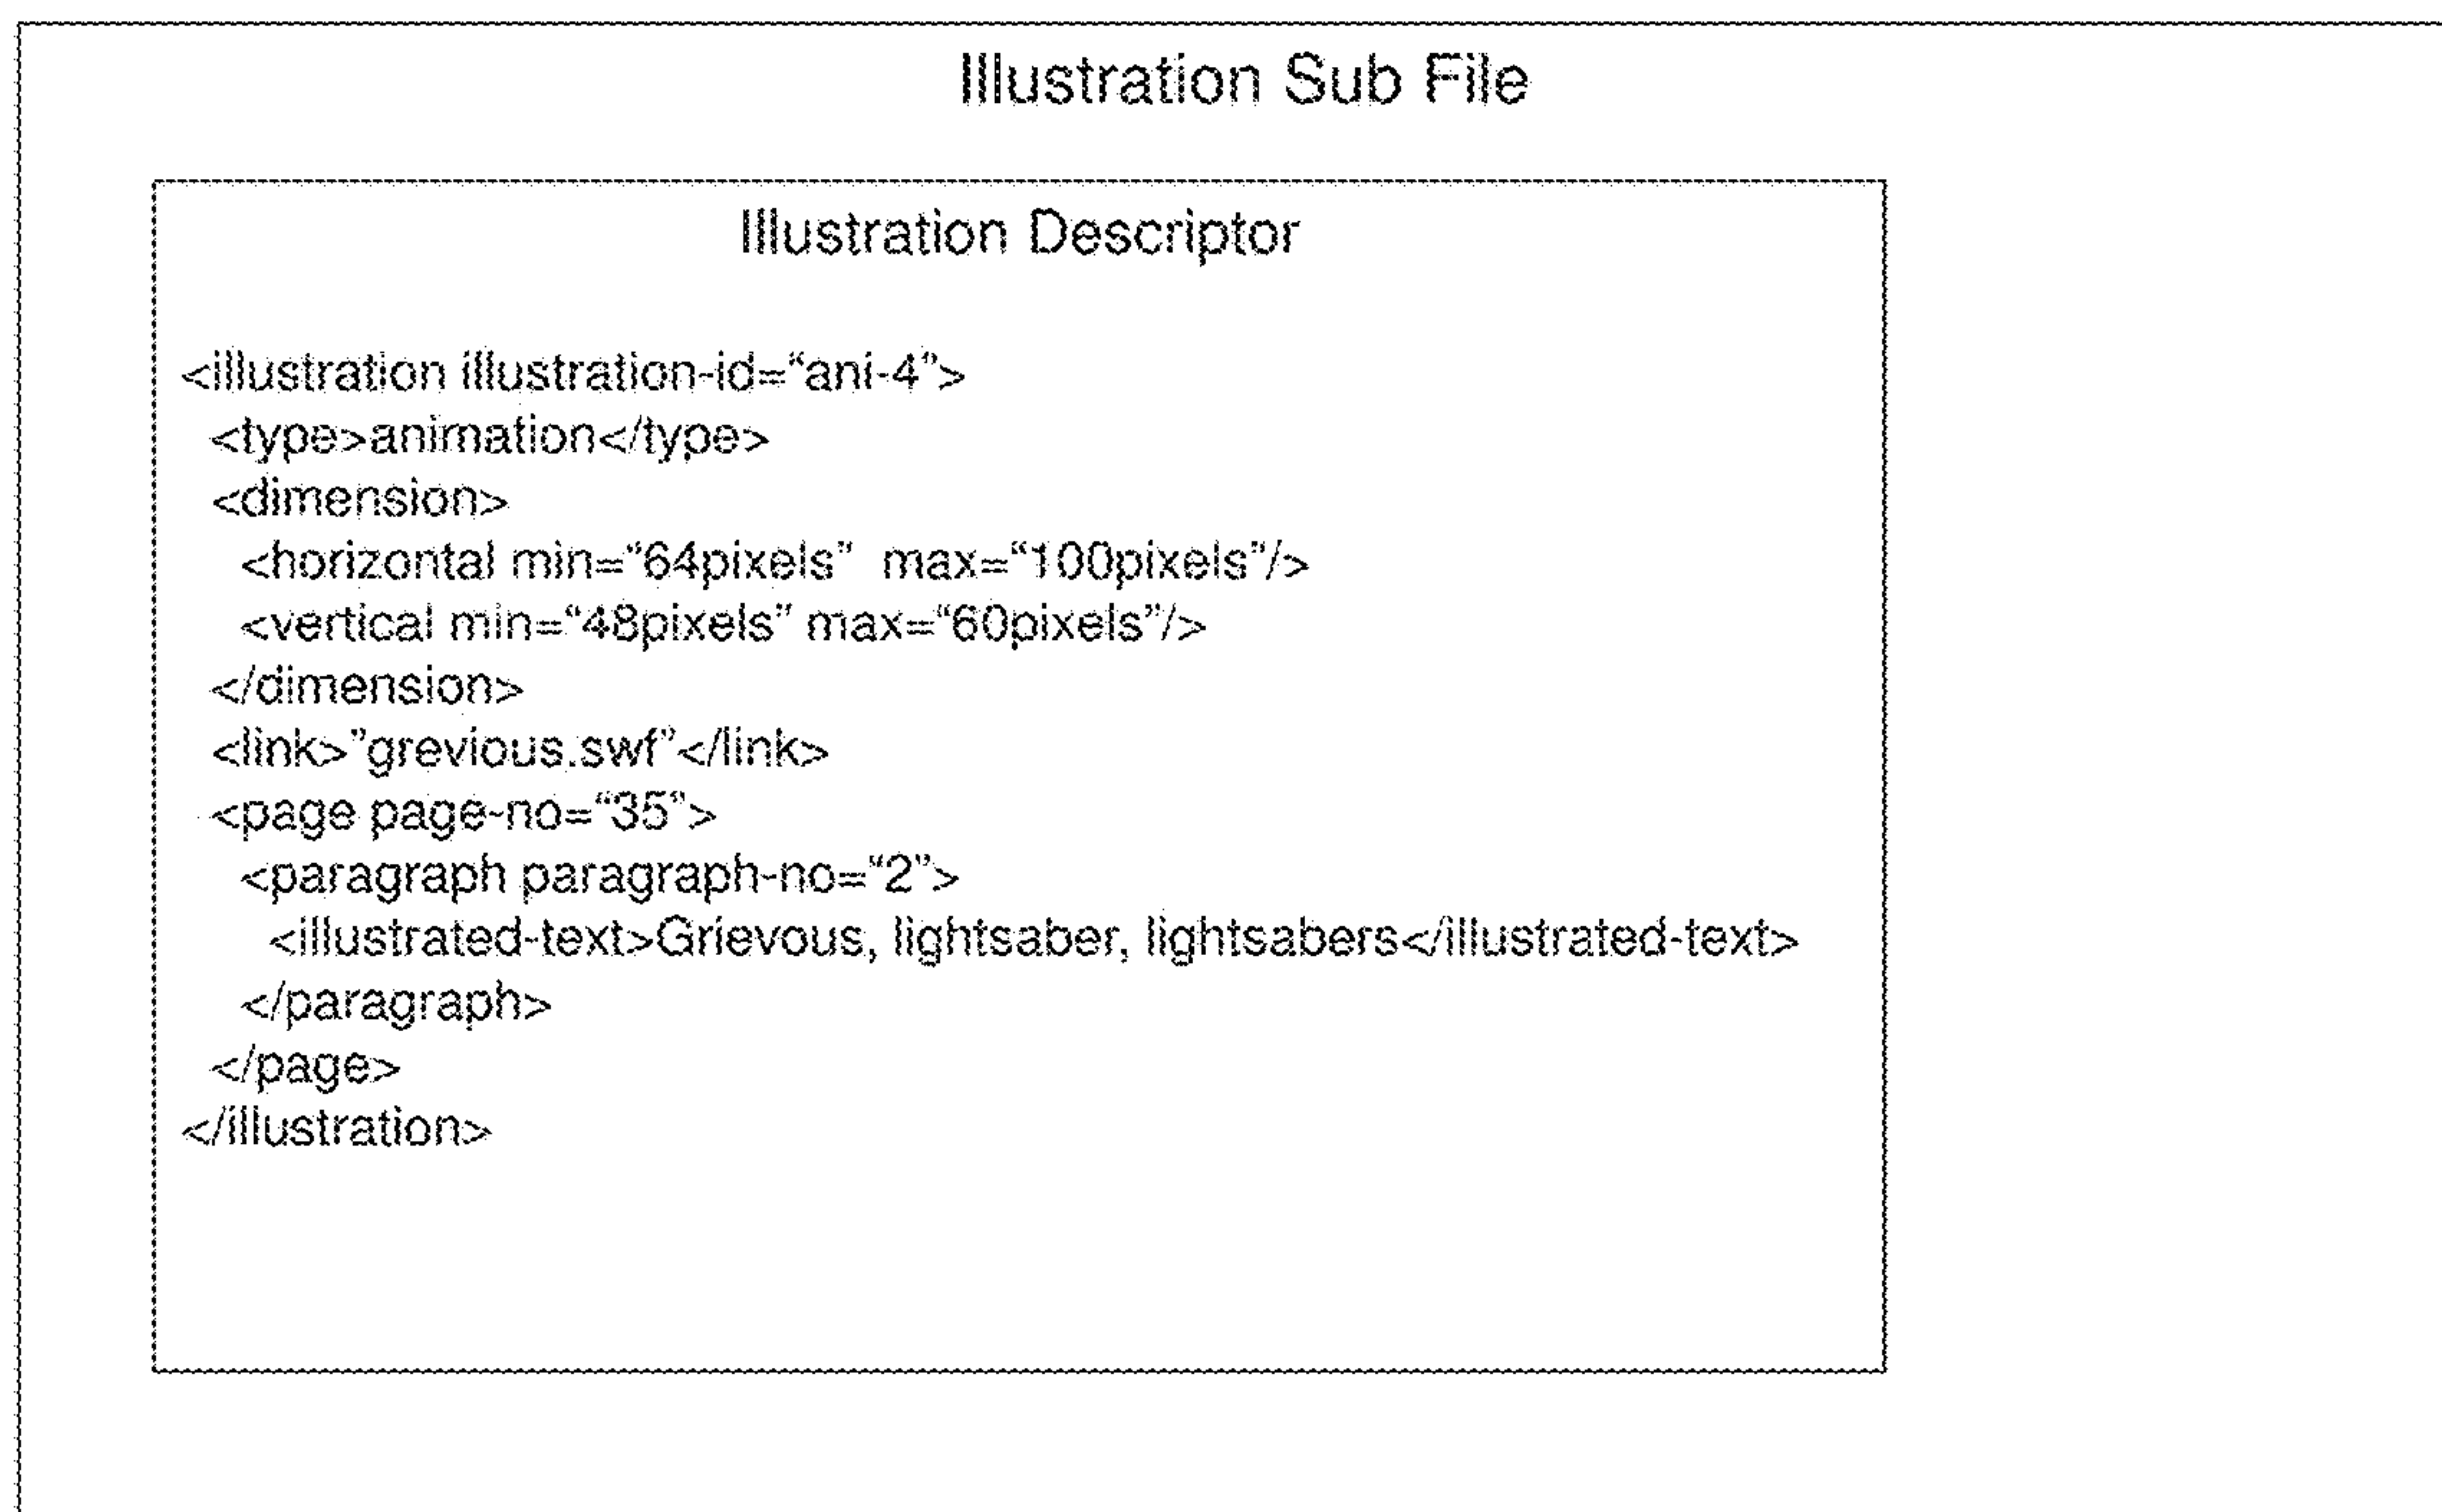 Illustration Sub File
Illustration Descriptor
<illustration illustration-id=“ani-4”>
<type>animation</type>
<dimension>
<horizontal min=“64pixels” max=“100pixels”/>
<vertical min=“48pixels” max=“60pixels”/>
</dimension>
<link>”grevious.swf”</link>
<page page-no=“35”>
<paragraph paragraph-no=“2”>
<illustrated-text>Grievous, lightsaber, lightsabers</illustrated-text>
</paragraph>
</page>
</illustration>